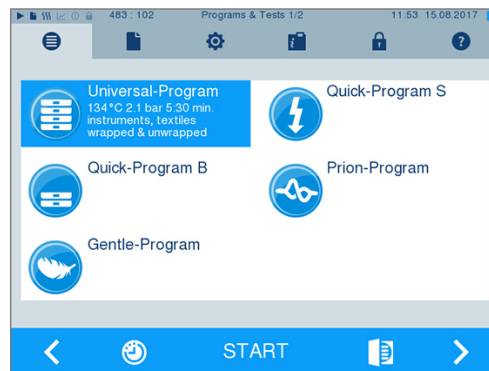 483 : 102 Programs & Tests 1/2 11:53 15.08.2017
i ?
Universal-Program
134°C 2.1 bar 5:30 min.
instruments, textiles
wrapped & unwrapped
Quick-Program S
Quick-Program B
Prion-Program
Gentle-Program
START